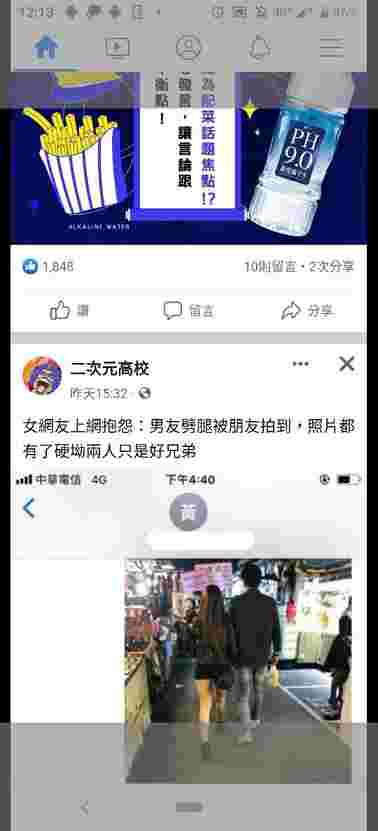 12:13
為配菜話題焦點!?
發言，讓言論跟
衡點！
PH
9.0
ALKALINE WATER
1,848
10則留言・2次分享
讚
留言
分享
二次元高校
昨天15:32
女網友上網抱怨：男友劈腿被朋友拍到，照片都
有了硬坳兩人只是好兄弟
中華電信 4G
下午4:40
黃